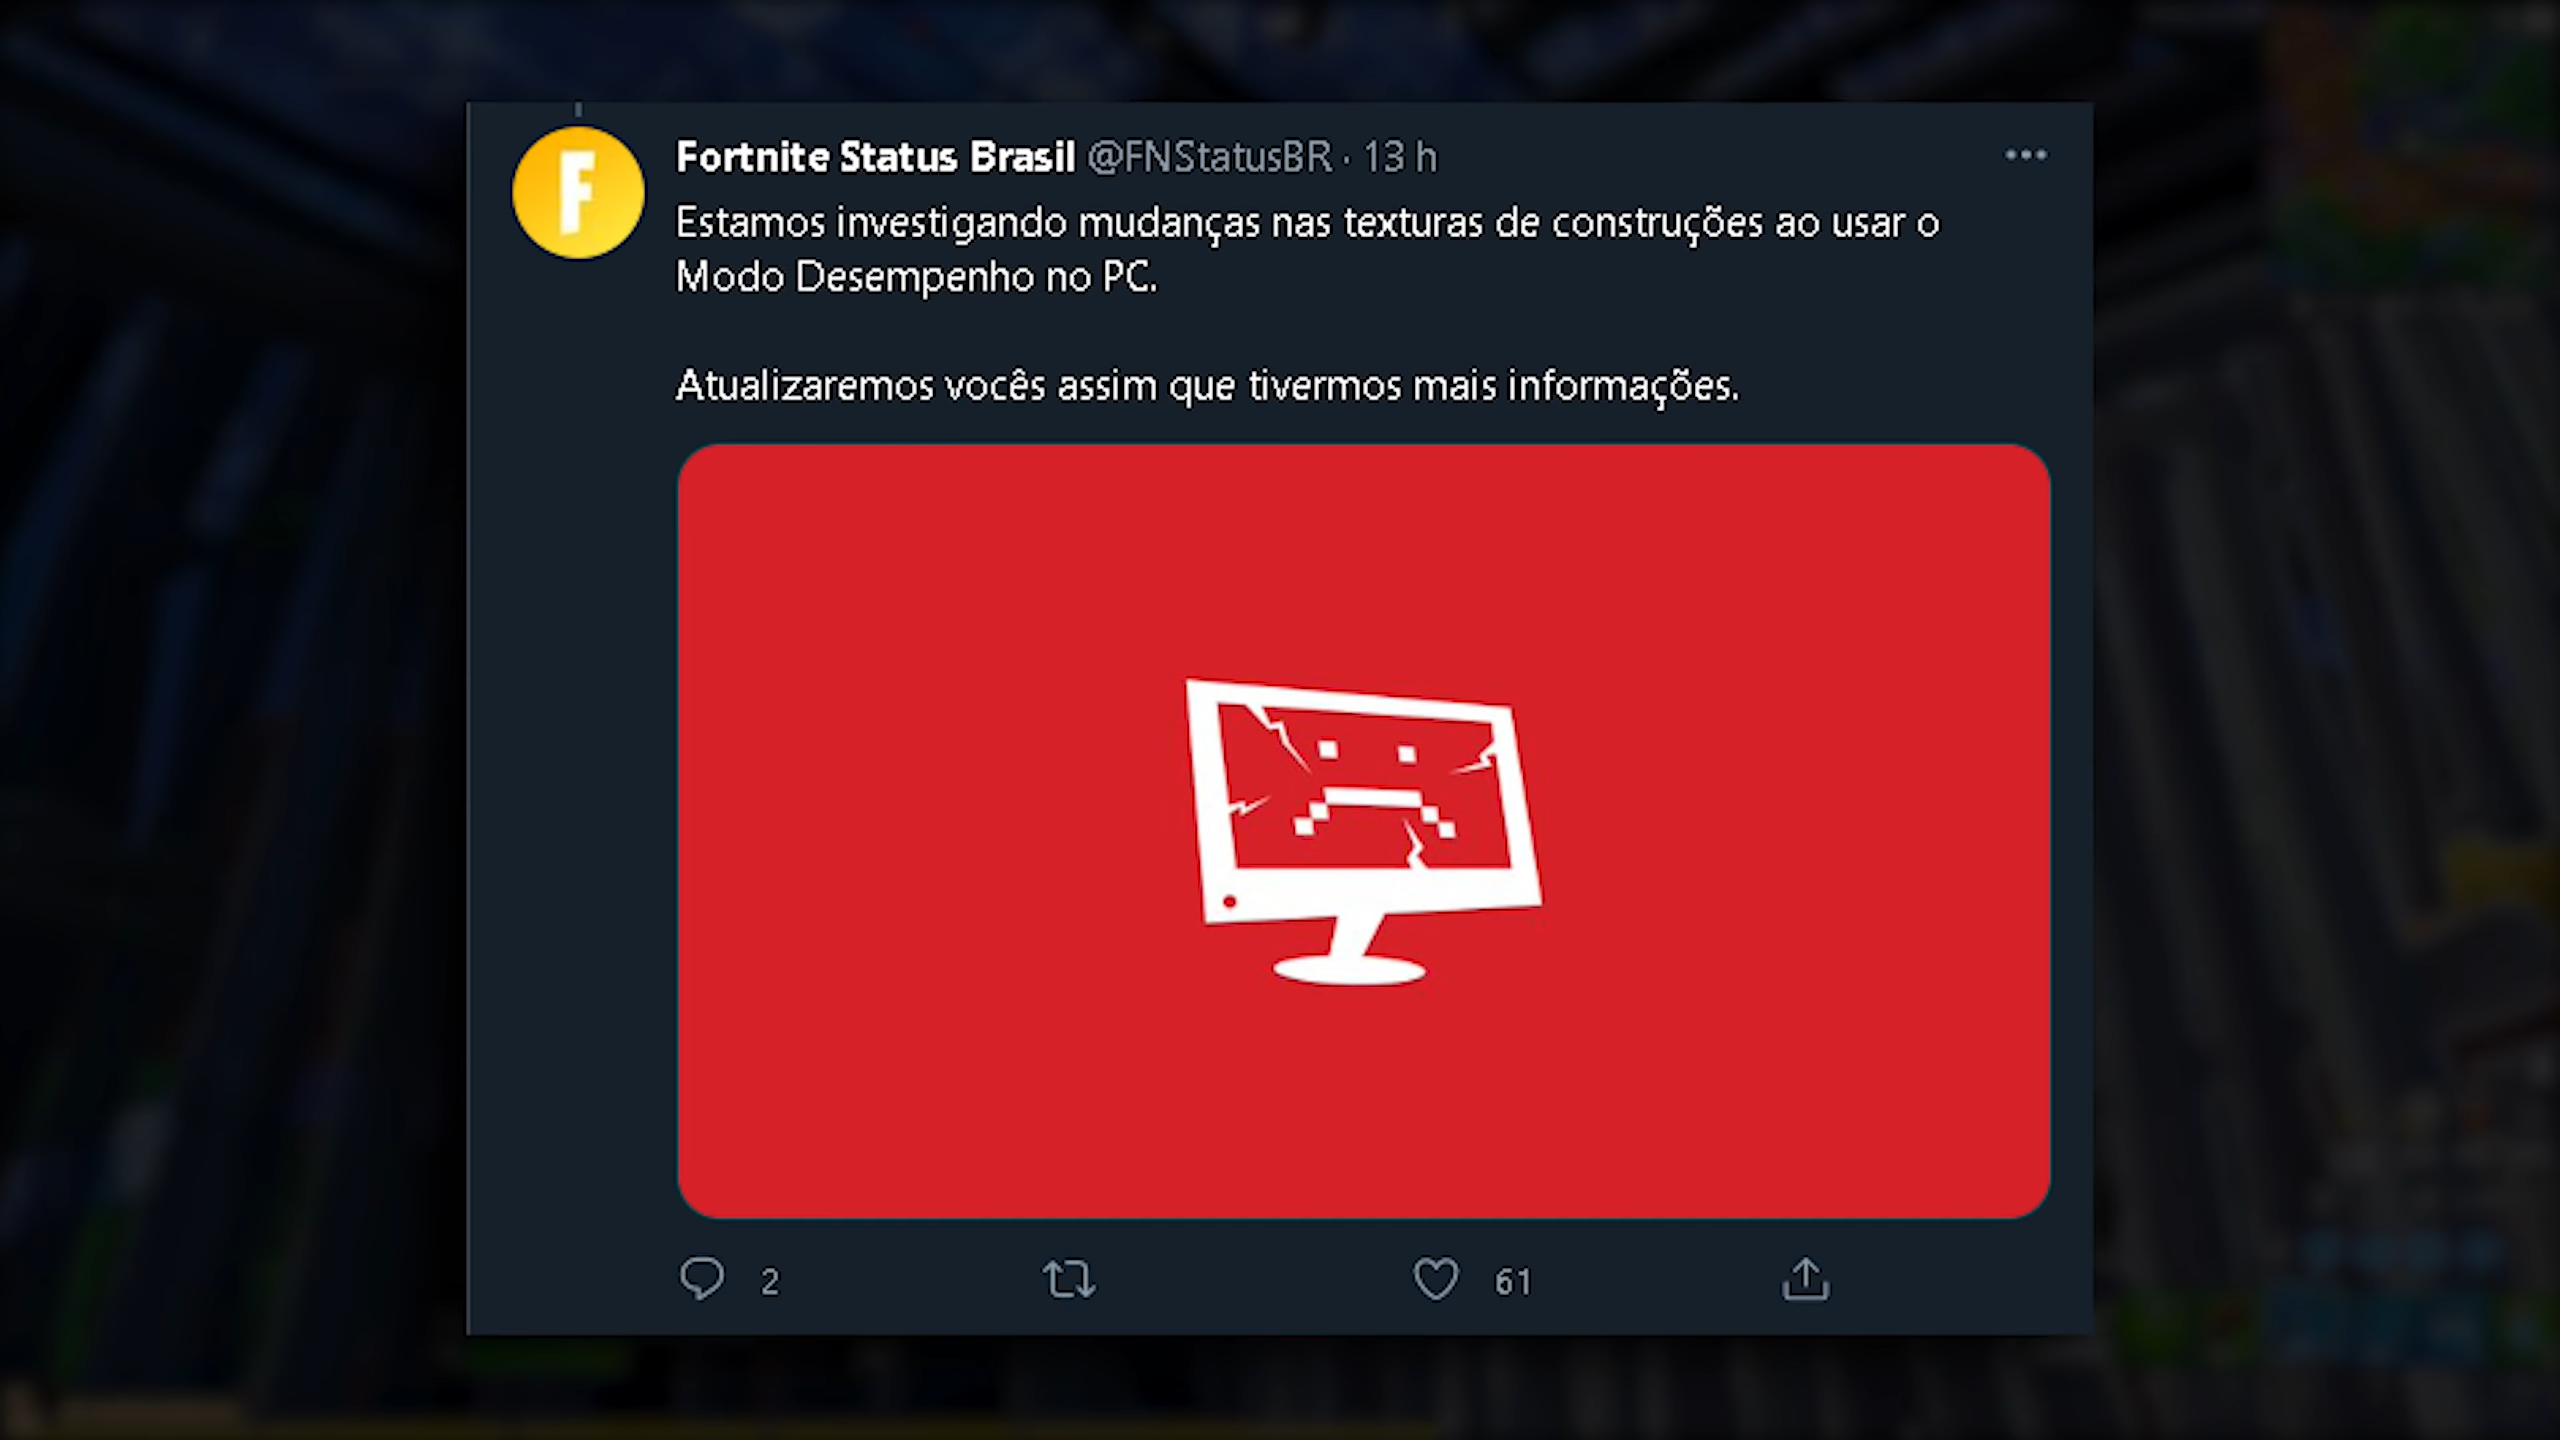 Fortnite Status Brasil @FNStatusBR · 13 h
Estamos investigando mudanças nas texturas de construções ao usar o
Modo Desempenho no PC.
Atualizaremos vocês assim que tivermos mais informações.
2
61